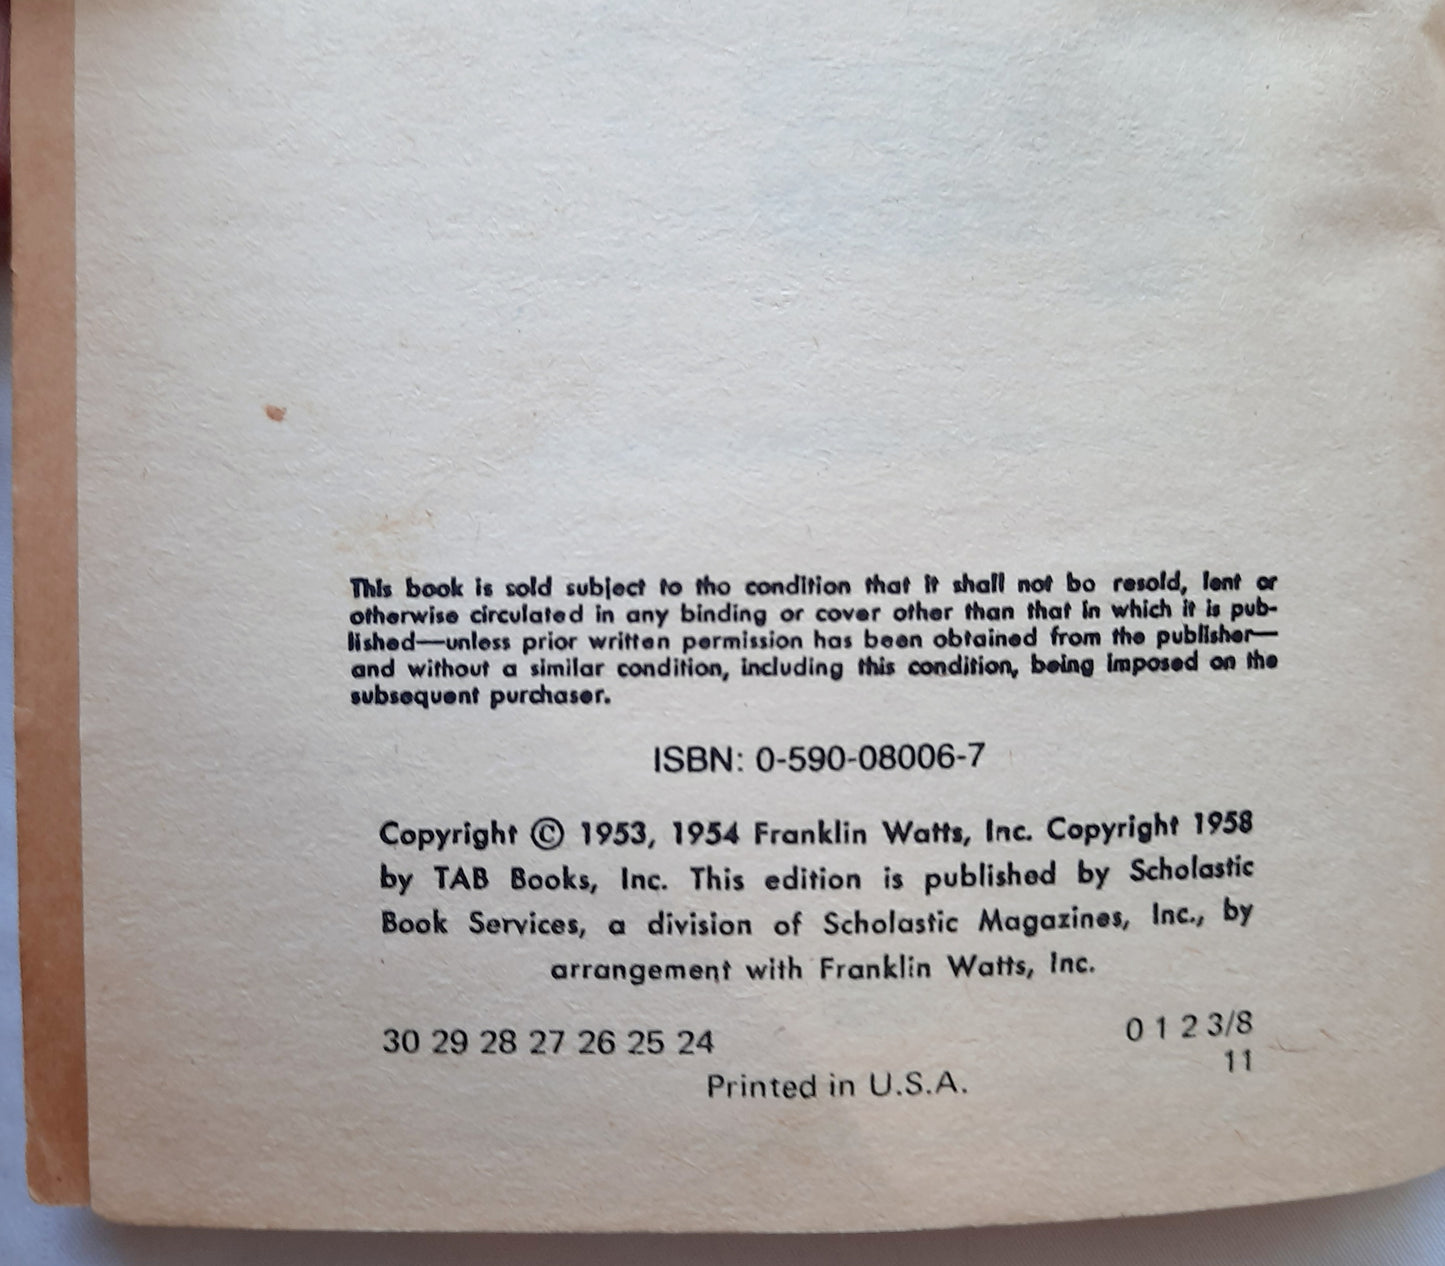 This book is sold subject to the condition that it shall not be resold, lent or
otherwise circulated in any binding or cover other than that in which it is pub-
lished—unless prior written permission has been obtained from the publisher—
and without a similar condition, including this condition, being imposed on the
subsequent purchaser.
ISBN: 0-590-08006-7
Copyright © 1953, 1954 Franklin Watts, Inc. Copyright 1958
by TAB Books, Inc. This edition is published by Scholastic
Book Services, a division of Scholastic Magazines, Inc., by
arrangement with Franklin Watts, Inc.
30 29 28 27 26 25 24 0 1 2 3/8
11
Printed in U.S.A.